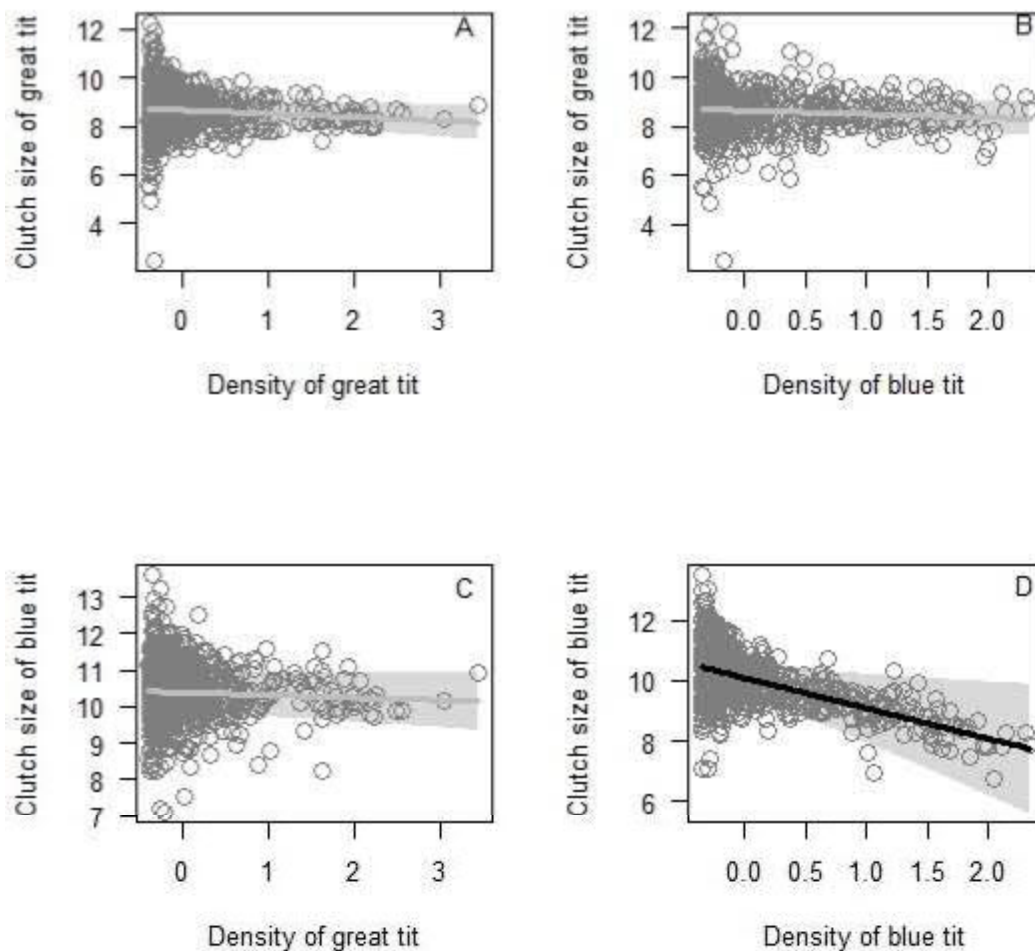 A
Clutch size of great tit
12
10
8
6
4
0 1 2 3
Density of great tit
B
Clutch size of great tit
12
10
8
6
4
0.0 0.5 1.0 1.5 2.0
Density of blue tit
C
Clutch size of blue tit
13
12
11
10
9
8
7
0 1 2 3
Density of great tit
D
Clutch size of blue tit
12
10
8
6
0.0 0.5 1.0 1.5 2.0
Density of blue tit